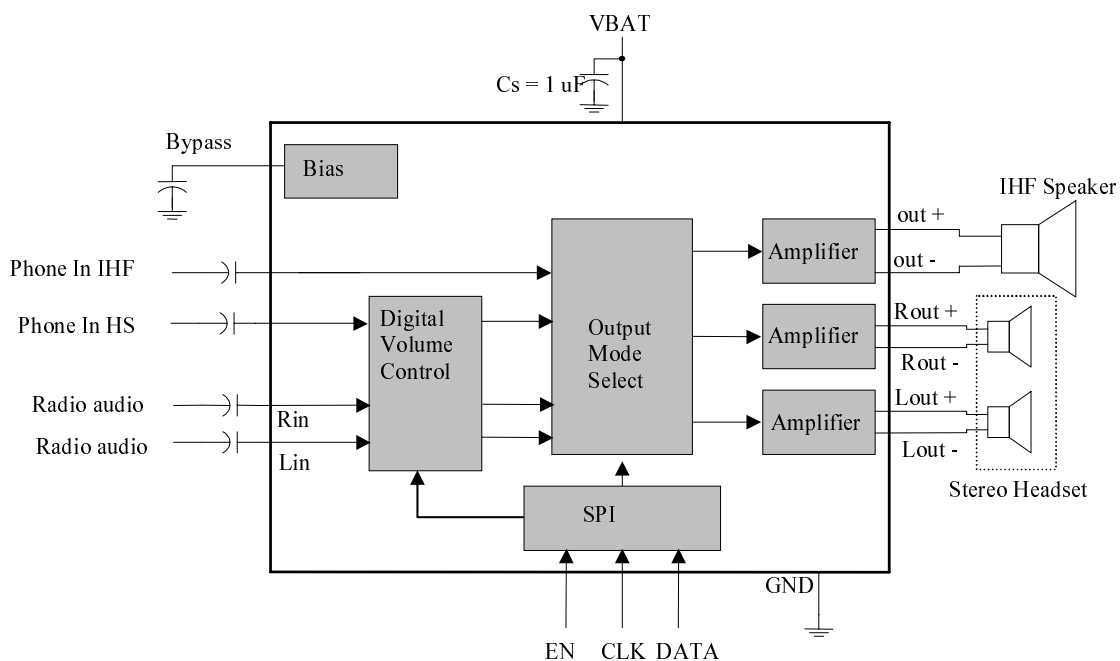 VBAT
Cs = 1 uF
Bypass
Bias
IHF Speaker
out +
Amplifier
out -
Phone In IHF
Phone In HS
Digital
Volume
Control
Output
Mode
Select
Rout +
Amplifier
Rout -
Radio audio
Rin
Radio audio
Lin
Lout +
Amplifier
Lout -
Stereo Headset
SPI
GND
EN CLK DATA